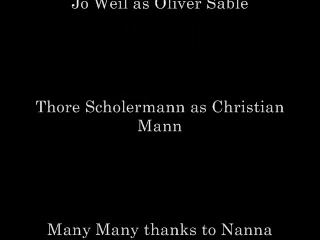 Jo Weil as Oliver Sable
Thore Scholermann as Christian
Mann
Many Many thanks to Nanna